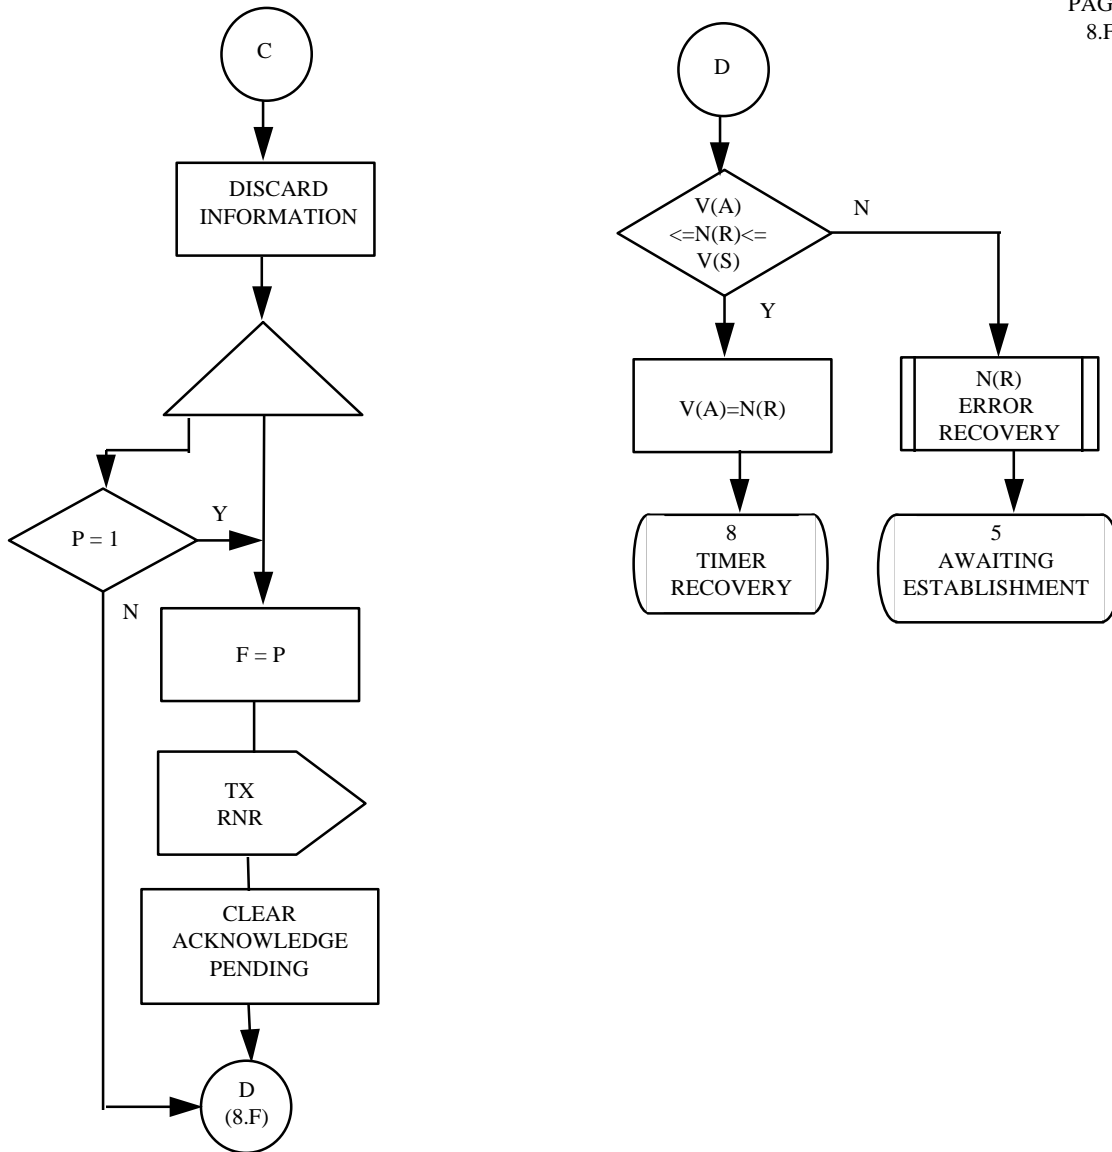 PAG
8.F
C
DISCARD
INFORMATION
P = 1
Y
N
F = P
TX
RNR
CLEAR
ACKNOWLEDGE
PENDING
D
(8.F)
D
V(A)
<=N(R)<=
V(S)
N
Y
V(A)=N(R)
N(R)
ERROR
RECOVERY
8
TIMER
RECOVERY
5
AWAITING
ESTABLISHMENT